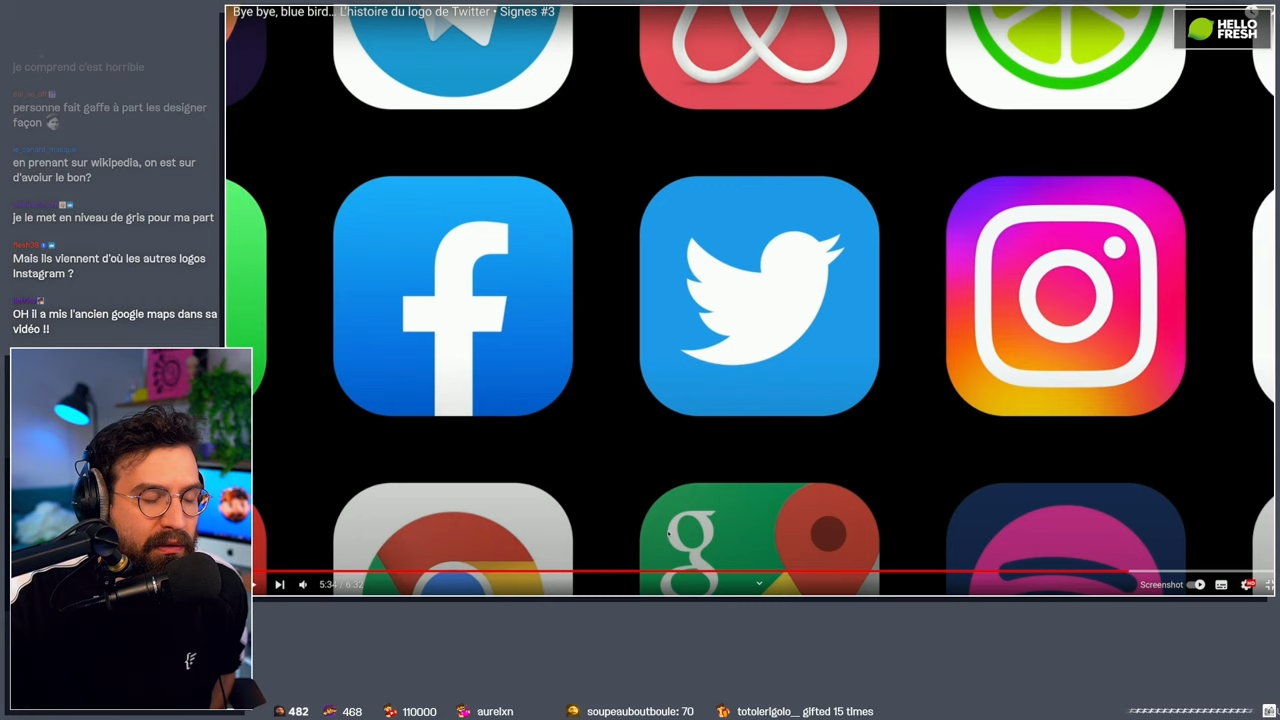 Bye bye, blue bird... L'histoire du logo de Twitter • Signes #3
HELLO
FRESH
je comprend c'est horrible
personne fait gaffe à part les designer
façon
en prenant sur wikipedia, on est sur
d'avoiur le bon?
je le met en niveau de gris pour ma part
Mais ils viennent d'où les autres logos
Instagram ?
OH il a mis l'ancien google maps dans sa
vidéo !!
f
g
5:34 / 6:32
Screenshot
HD
482
468
110000
aurelxn
soupeauboutboule: 70
totolerigolo__ gifted 15 times